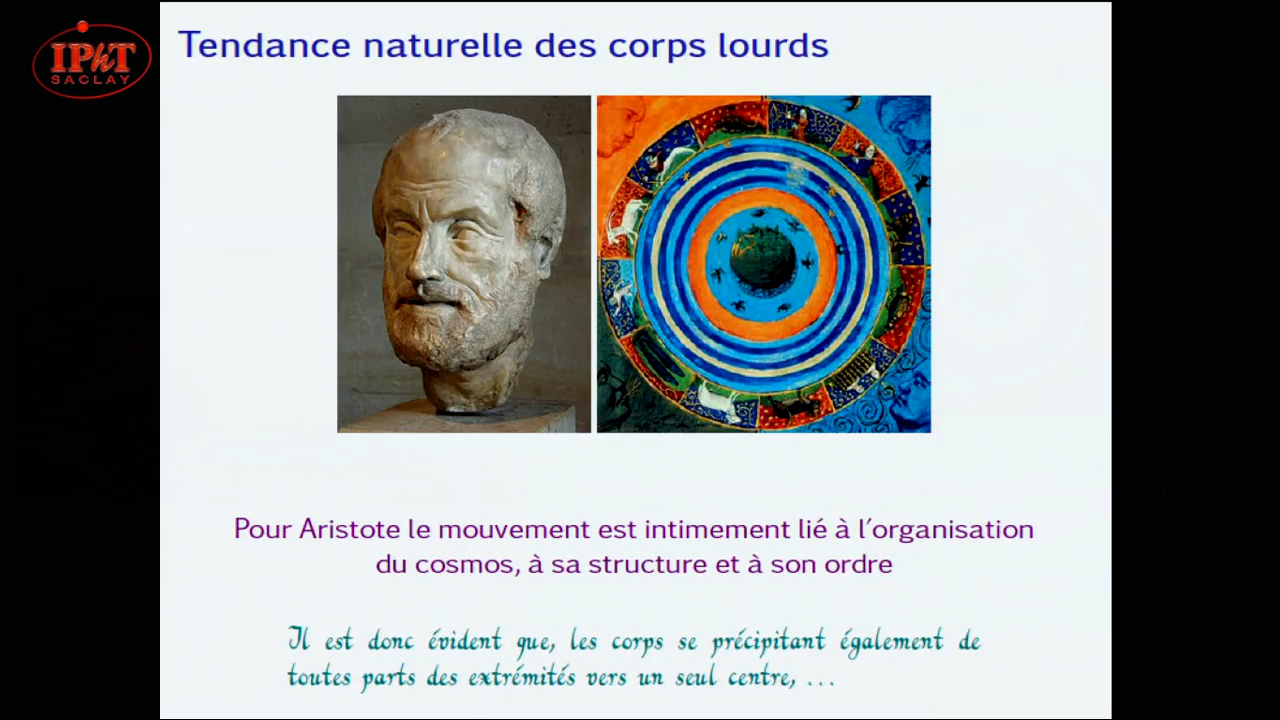 IPhT
SACLAY
Tendance naturelle des corps lourds
Pour Aristote le mouvement est intimement lié à l'organisation
du cosmos, à sa structure et à son ordre
Il est donc évident que, les corps se précipitant également de
toutes parts des extrémités vers un seul centre, ...